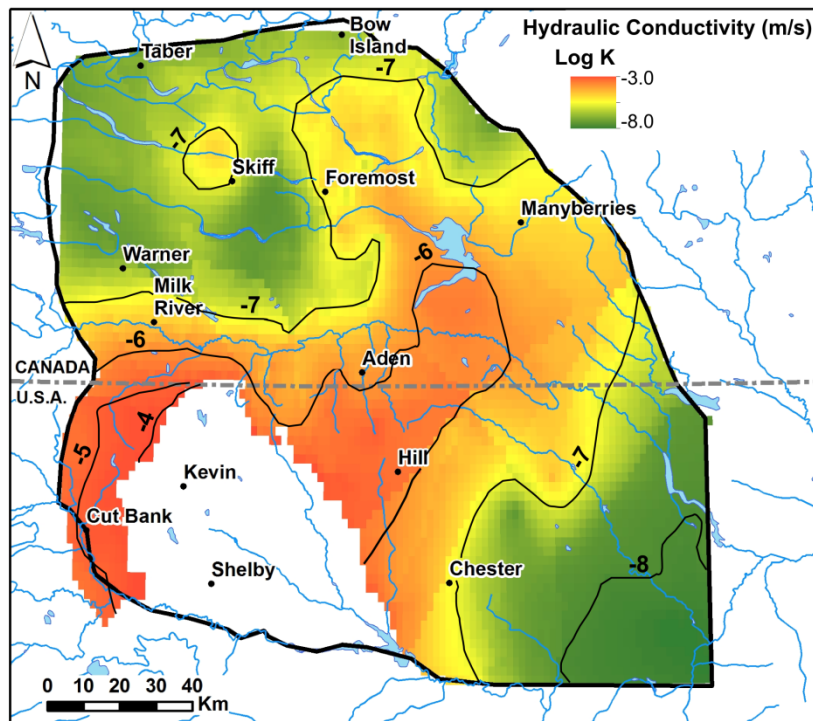 Hydraulic Conductivity (m/s)
Log K
-3.0
-8.0
N
Bow
Island
Taber
-7
-7
Skiff
Foremost
Manyberries
-6
Warner
Milk
River
-7
-6
Aden
CANADA
U.S.A.
-4
-5
Hill
-7
Kevin
Cut Bank
Shelby
Chester
-8
0 10 20 30 40
Km